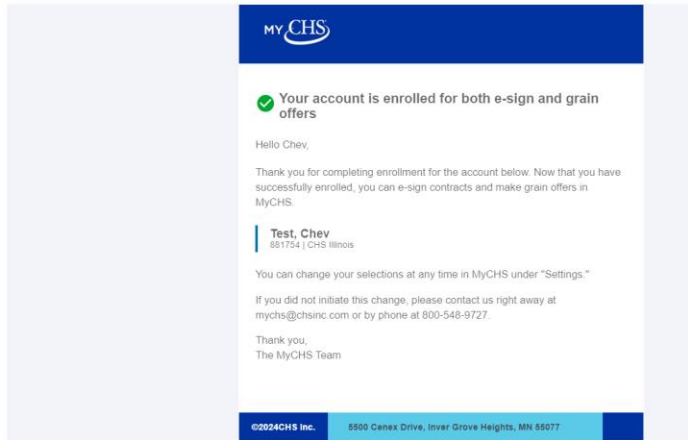 MY CHS
Your account is enrolled for both e-sign and grain
offers
Hello Chev,
Thank you for completing enrollment for the account below. Now that you have
successfully enrolled, you can e-sign contracts and make grain offers in
MyCHS.
Test, Chev
881754 | CHS Illinois
You can change your selections at any time in MyCHS under "Settings."
If you did not initiate this change, please contact us right away at
mychs@chsinc.com or by phone at 800-548-9727.
Thank you,
The MyCHS Team
©2024CHS Inc. 5500 Cenex Drive, Inver Grove Heights, MN 55077